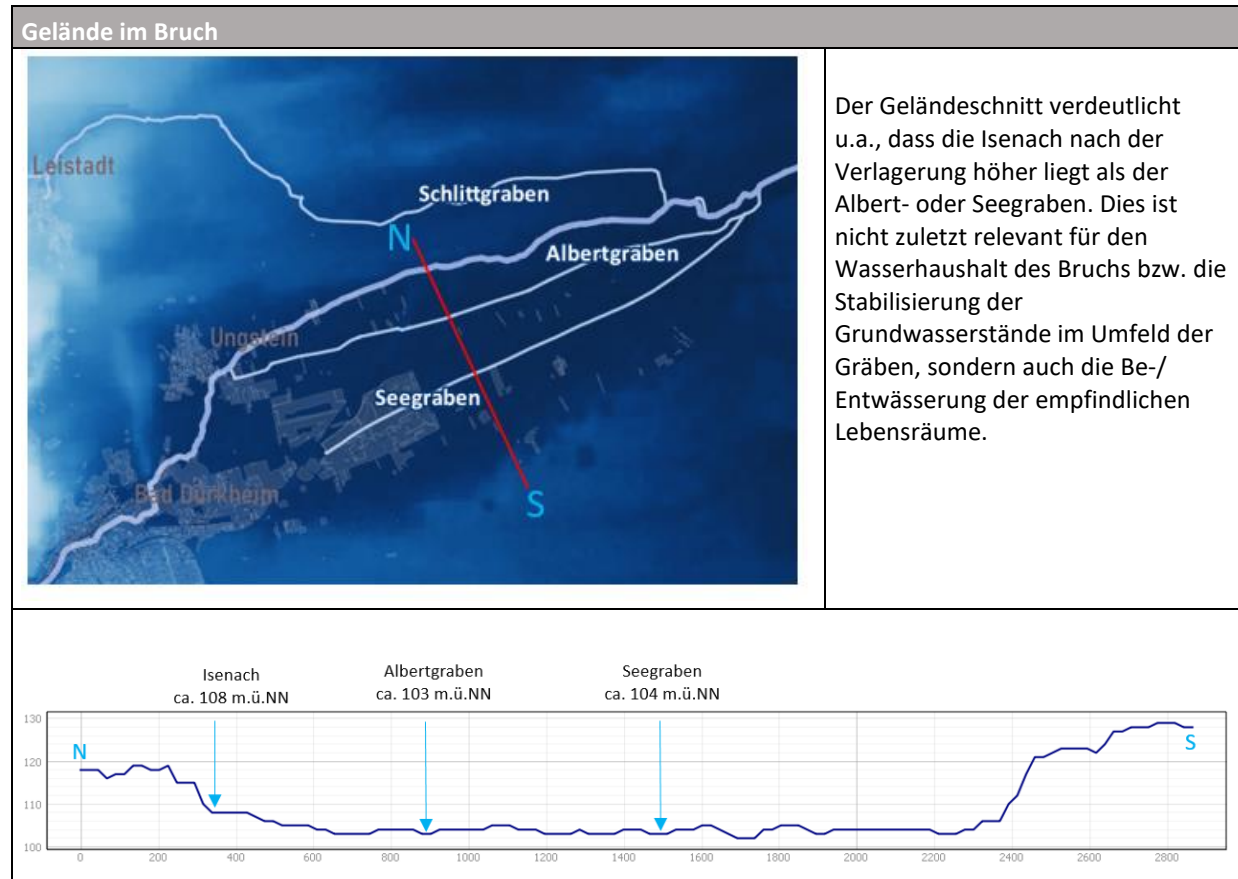 Gelände im Bruch
Leistadt
Schlittgraben
N
Albertgraben
Ungstein
Seegraben
Bad Dürkheim
S
Der Geländeschnitt verdeutlicht
u.a., dass die Isenach nach der
Verlagerung höher liegt als der
Albert- oder Seegraben. Dies ist
nicht zuletzt relevant für den
Wasserhaushalt des Bruchs bzw. die
Stabilisierung der
Grundwasserstände im Umfeld der
Gräben, sondern auch die Be-/
Entwässerung der empfindlichen
Lebensräume.
Isenach
ca. 108 m.ü.NN
Albertgraben
ca. 103 m.ü.NN
Seegraben
ca. 104 m.ü.NN
130
N
S
120
110
100
0 200 400 600 800 1000 1200 1400 1600 1800 2000 2200 2400 2600 2800